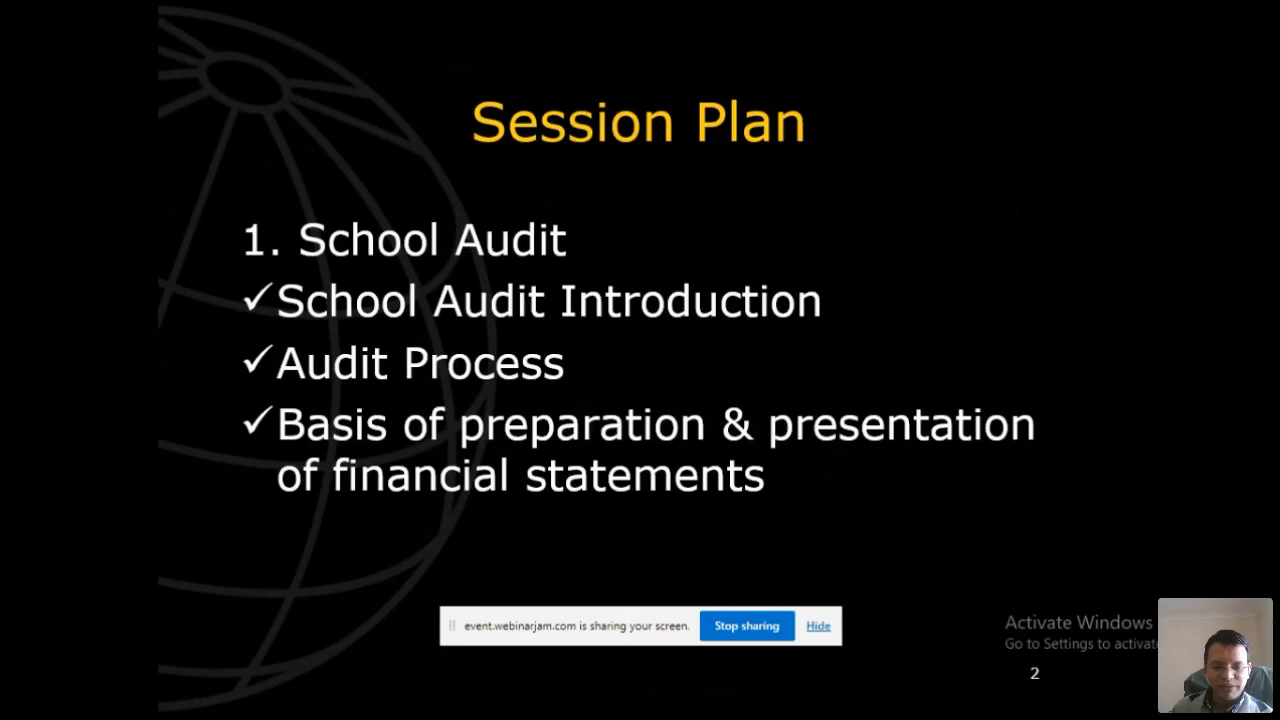 Session Plan
1. School Audit
✓School Audit Introduction
✓Audit Process
✓Basis of preparation & presentation
of financial statements
event.webinarjam.com is sharing your screen. Stop sharing Hide
Activate Windows
Go to Settings to activate
2